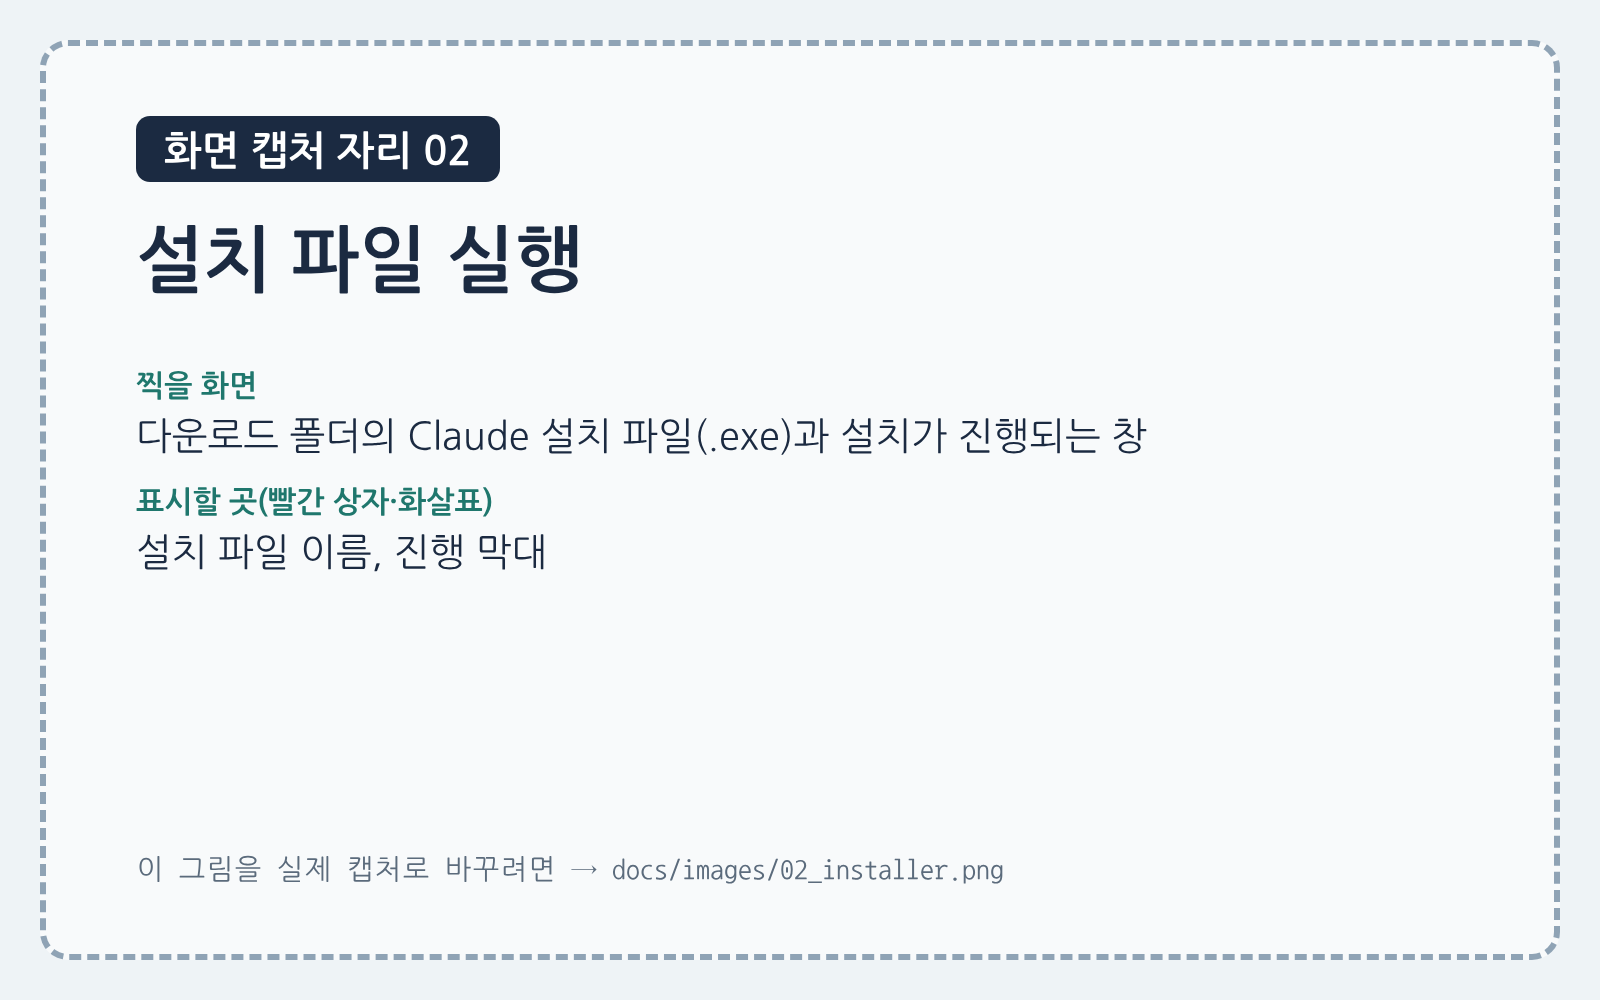 화면 캡처 자리 02
설치 파일 실행
찍을 화면
다운로드 폴더의 Claude 설치 파일(.exe)과 설치가 진행되는 창
표시할 곳(빨간 상자·화살표)
설치 파일 이름, 진행 막대
이 그림을 실제 캡처로 바꾸려면 → docs/images/02_installer.png